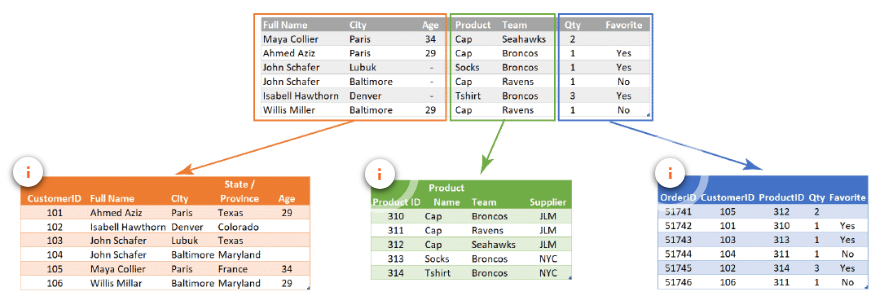 Full Name City Age Product Team Qty Favorite
Maya Collier Paris 34 Cap Seahawks 2
Ahmed Aziz Paris 29 Cap Broncos 1 Yes
John Schafer Lubuk - Socks Broncos 1 Yes
John Schafer Baltimore - Cap Ravens 1 No
Isabell Hawthorn Denver - Tshirt Broncos 3 Yes
Willis Miller Baltimore 29 Cap Ravens 1 No
i
State /
CustomerID Full Name City Province Age
101 Ahmed Aziz Paris Texas 29
102 Isabell Hawthorn Denver Colorado
103 John Schafer Lubuk Texas
104 John Schafer Baltimore Maryland
105 Maya Collier Paris France 34
106 Willis Millar Baltimore Maryland 29
i
Product
Product ID Name Team Supplier
310 Cap Broncos JLM
311 Cap Ravens JLM
312 Cap Seahawks JLM
313 Socks Broncos NYC
314 Tshirt Broncos NYC
i
OrderID CustomerID ProductID Qty Favorite
51741 105 312 2
51742 101 310 1 Yes
51743 103 313 1 Yes
51744 104 311 1 No
51745 102 314 3 Yes
51746 106 311 1 No